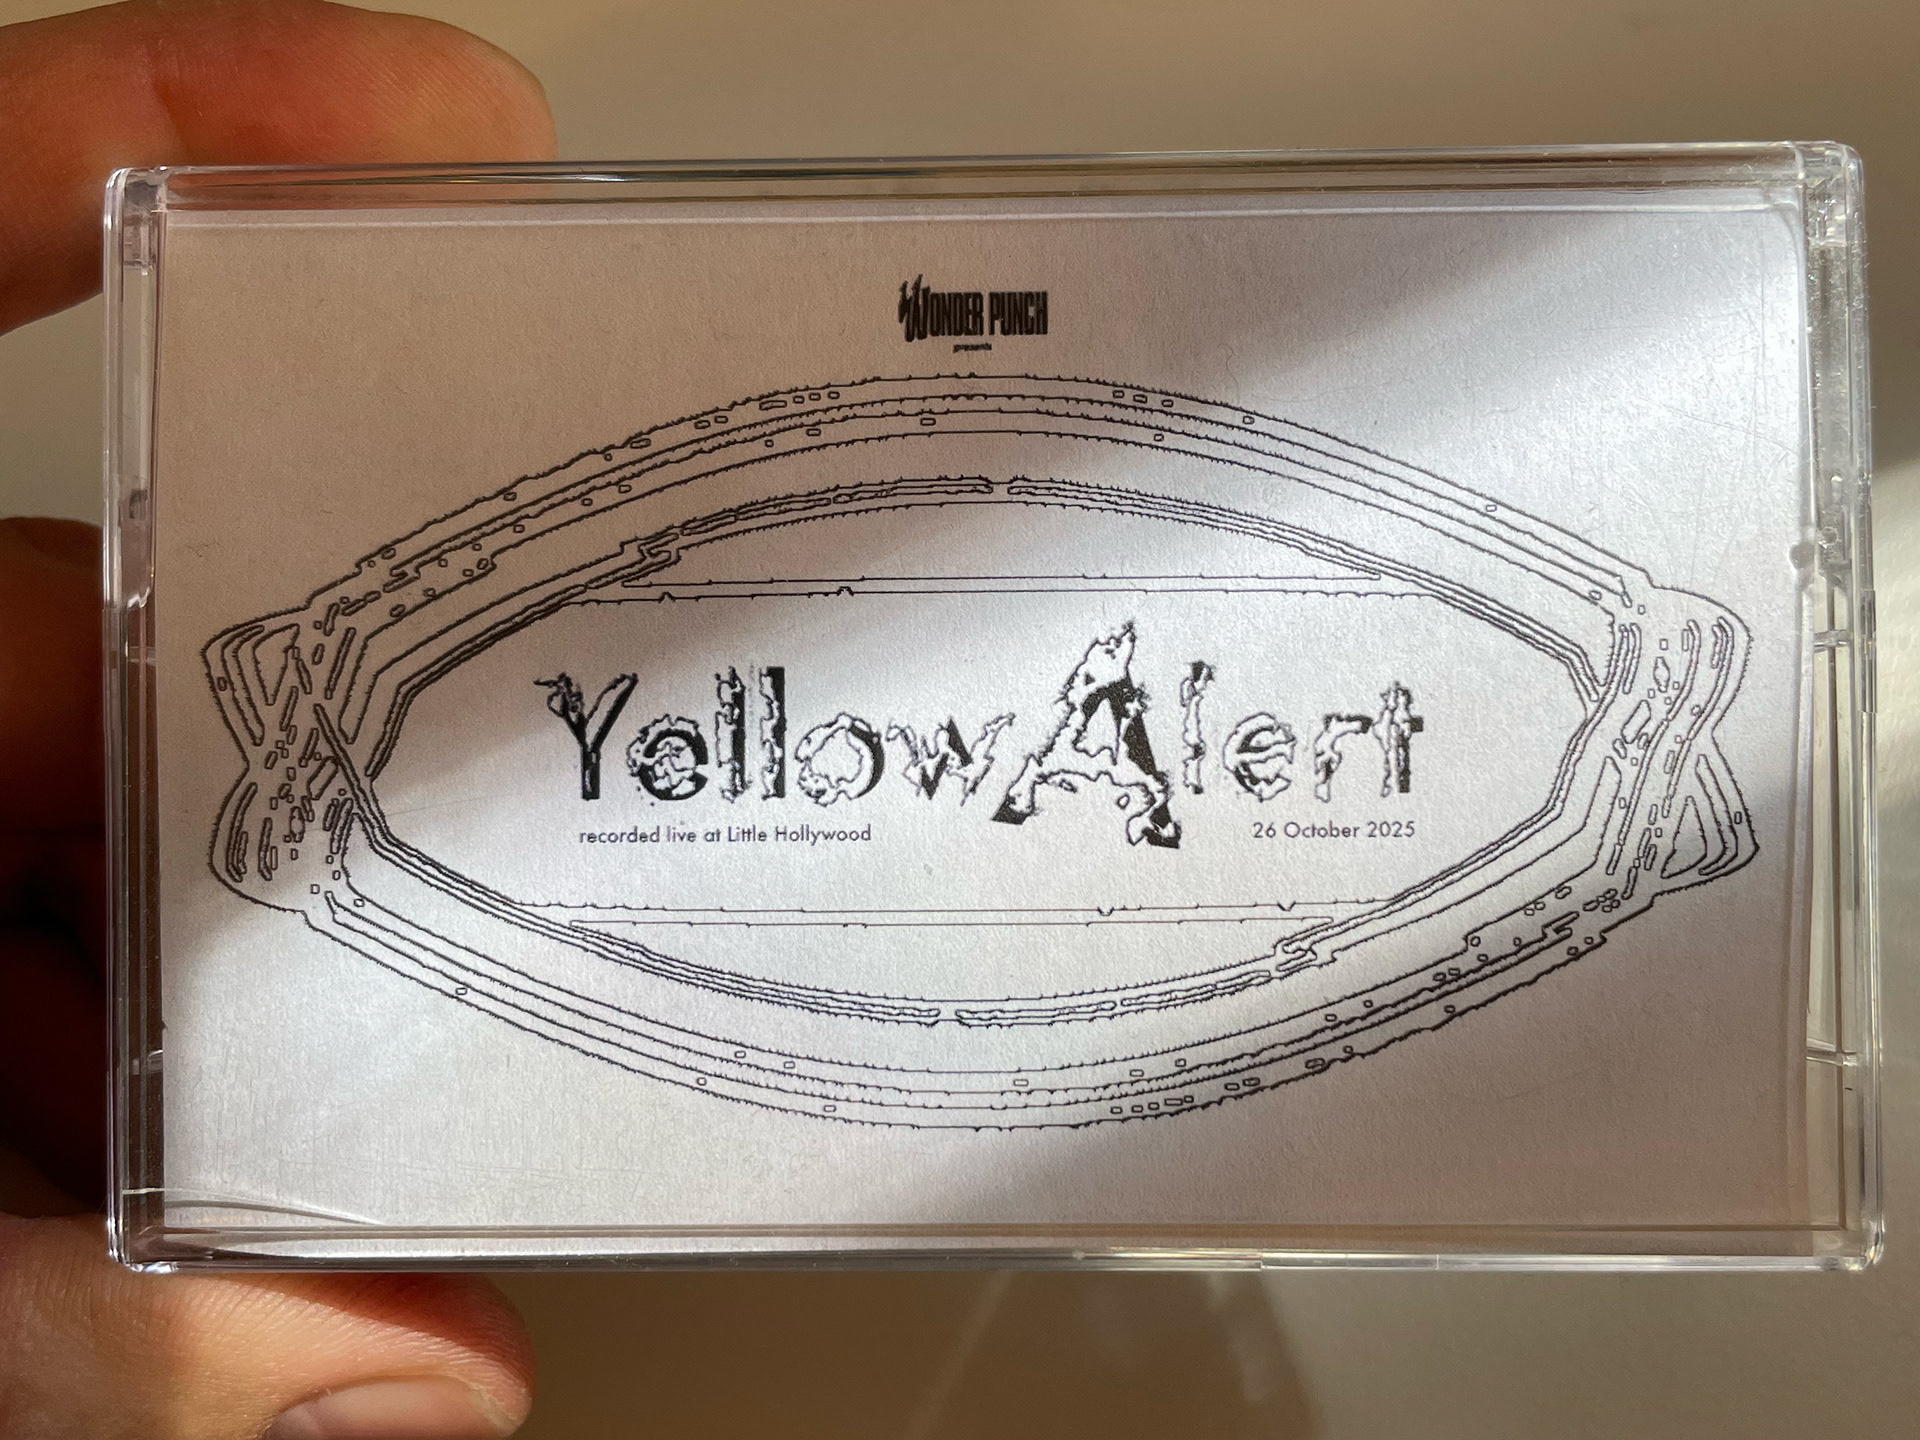 WONDER PUNCH
presents
YellowAlert
recorded live at Little Hollywood
26 October 2025